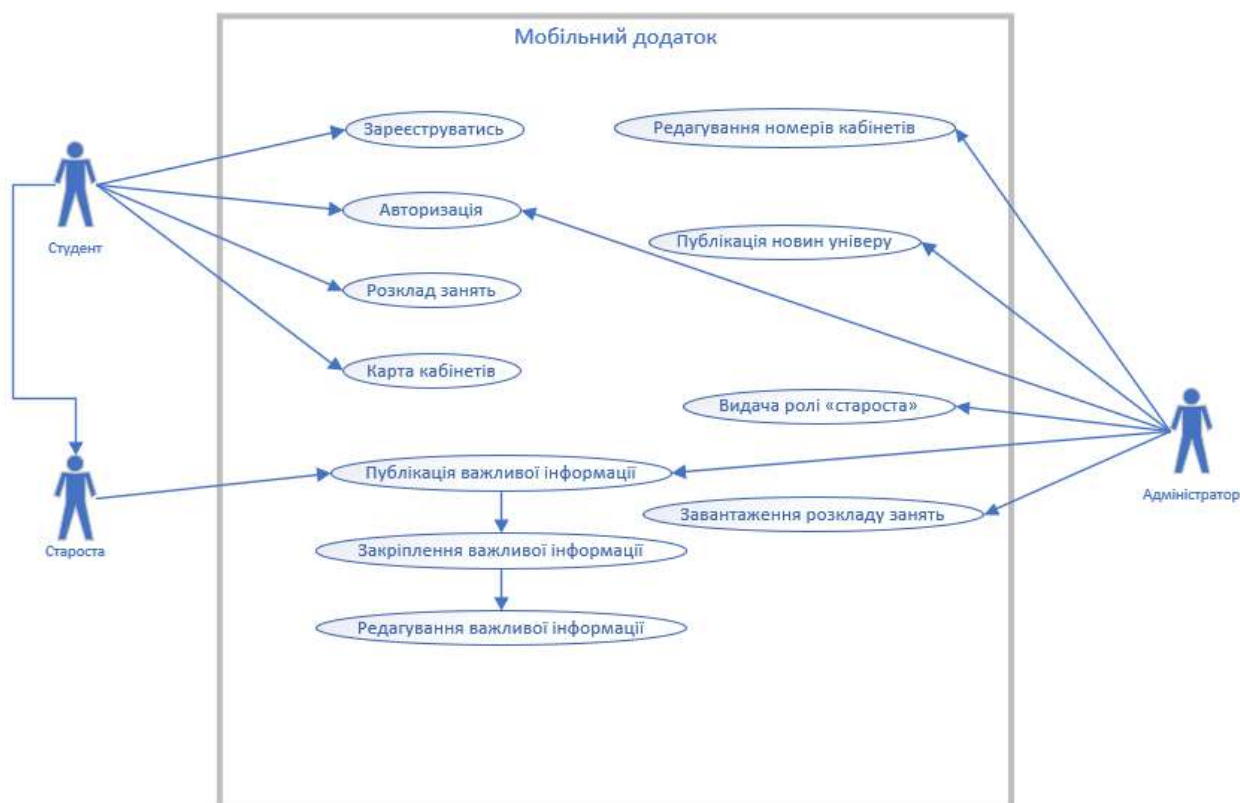 Мобільний додаток
Зареєструватись
Редагування номерів кабінетів
Авторизація
Студент
Публікація новин універу
Розклад занять
Карта кабінетів
Видача ролі «староста»
Публікація важливої інформації
Адміністратор
Завантаження розкладу занять
Староста
Закріплення важливої інформації
Редагування важливої інформації